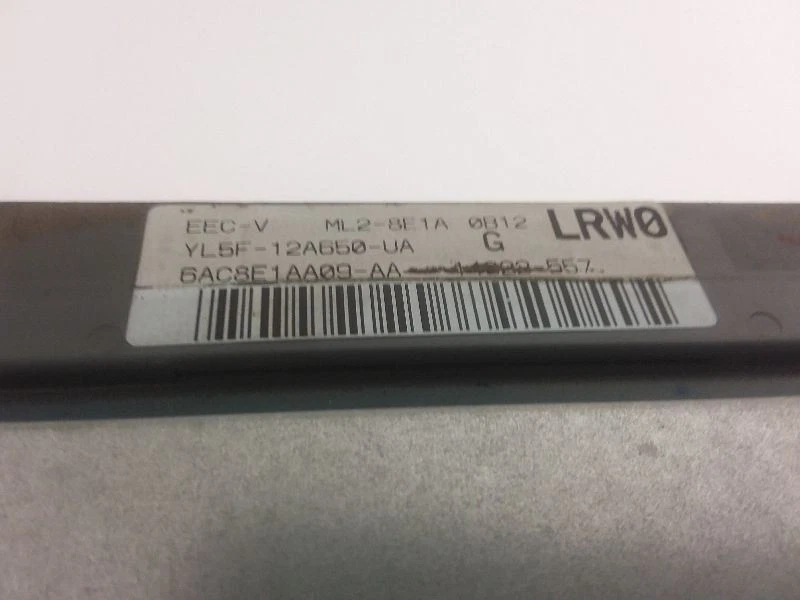 EEC-V ML2-8E1A 0B12 LRW0
YL5F-12A650-UA G
6AC8E1AA09-AA